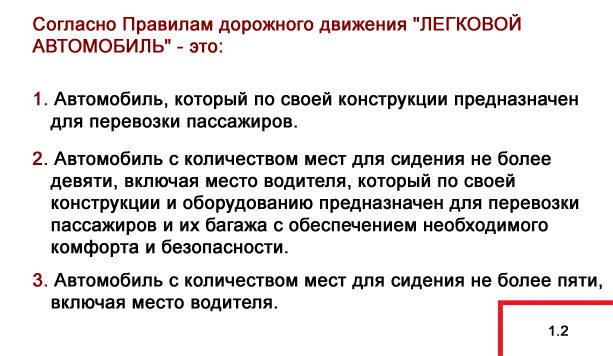 Согласно Правилам дорожного движения "ЛЕГКОВОЙ
АВТОМОБИЛЬ" - это:
1. Автомобиль, который по своей конструкции предназначен
для перевозки пассажиров.
2. Автомобиль с количеством мест для сидения не более
девяти, включая место водителя, который по своей
конструкции и оборудованию предназначен для перевозки
пассажиров и их багажа с обеспечением необходимого
комфорта и безопасности.
3. Автомобиль с количеством мест для сидения не более пяти,
включая место водителя.
1.2